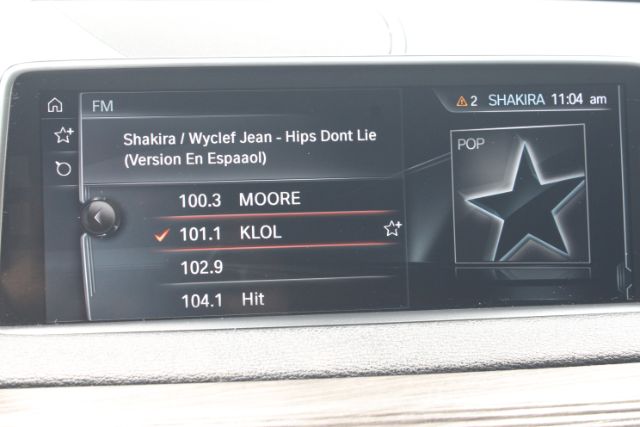 FM
2 SHAKIRA 11:04 am
Shakira / Wyclef Jean - Hips Dont Lie
(Version En Espaaol)
POP
100.3 MOORE
101.1 KLOL
102.9
104.1 Hit